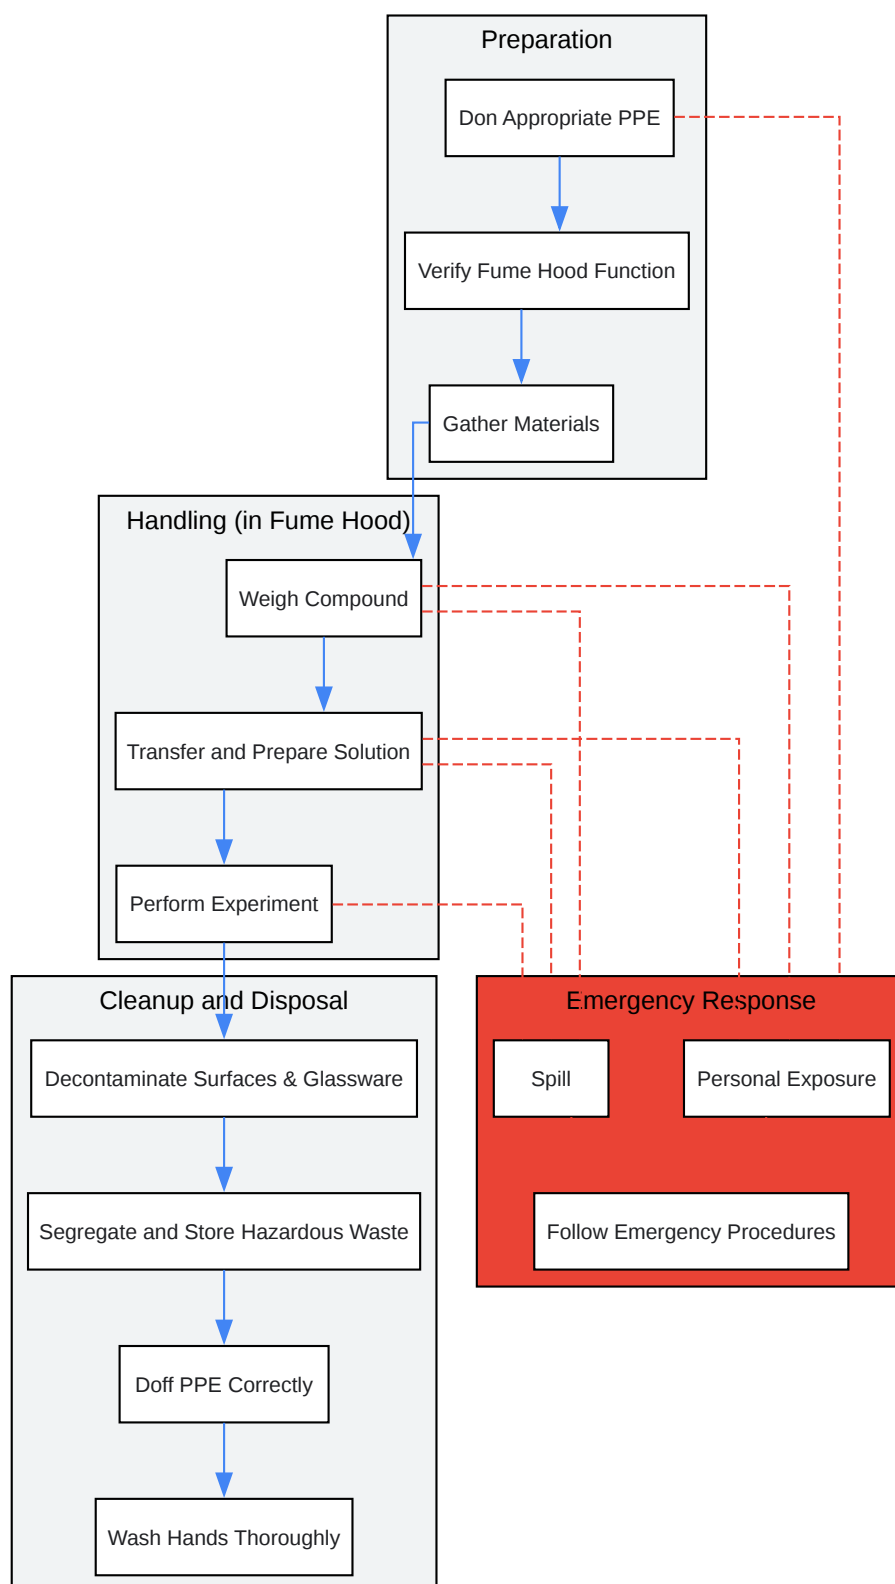 Preparation
Don Appropriate PPE
Verify Fume Hood Function
Gather Materials
Handling (in Fume Hood)
Weigh Compound
Transfer and Prepare Solution
Perform Experiment
Cleanup and Disposal
Decontaminate Surfaces & Glassware
Segregate and Store Hazardous Waste
Doff PPE Correctly
Wash Hands Thoroughly
Emergency Response
Spill
Personal Exposure
Follow Emergency Procedures